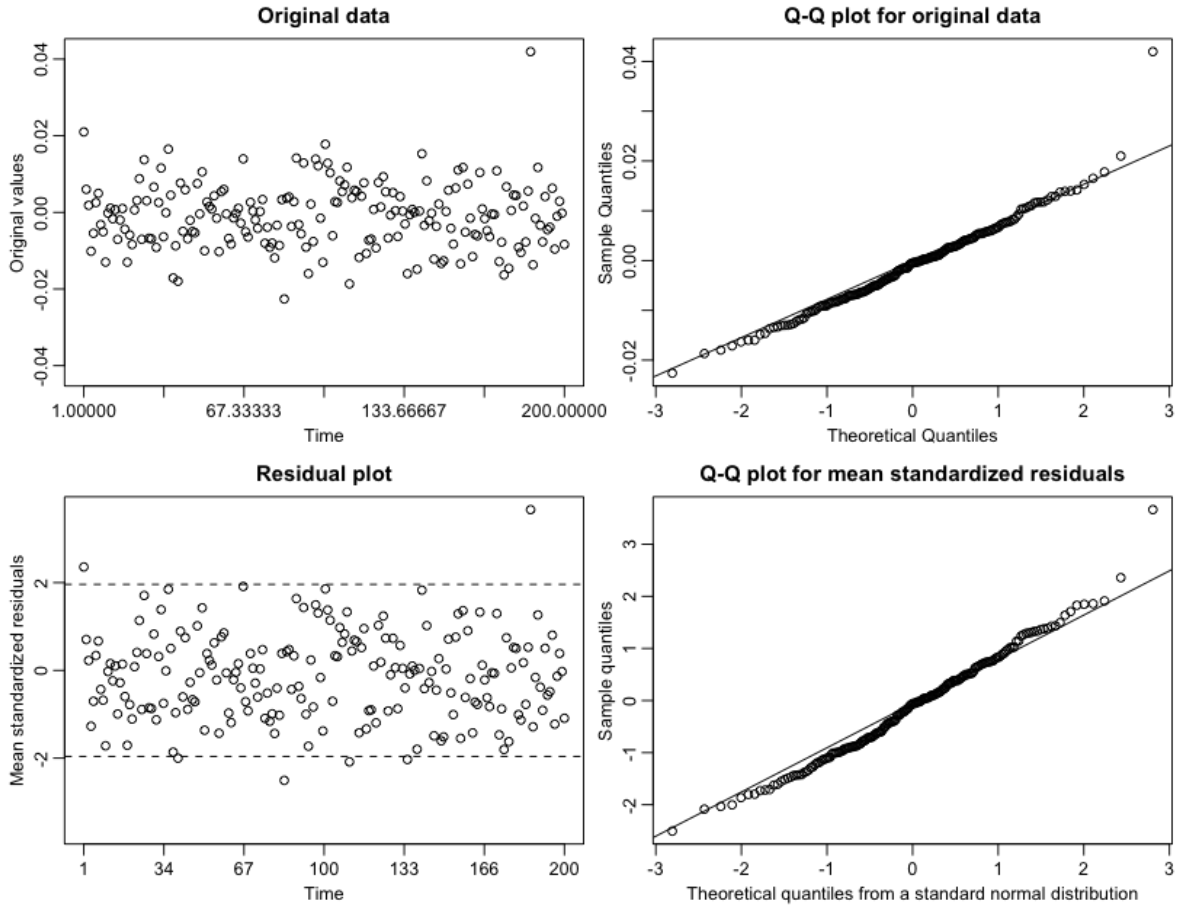 Original data
Original values
0.04
0.02
0.00
-0.02
-0.04
1.00000 67.33333 133.66667 200.00000
Time
Q-Q plot for original data
Sample Quantiles
0.04
0.02
0.00
-0.02
-3 -2 -1 0 1 2 3
Theoretical Quantiles
Residual plot
Mean standardized residuals
2
0
-2
1 34 67 100 133 166 200
Time
Q-Q plot for mean standardized residuals
Sample quantiles
3
2
1
0
-1
-2
-3 -2 -1 0 1 2 3
Theoretical quantiles from a standard normal distribution